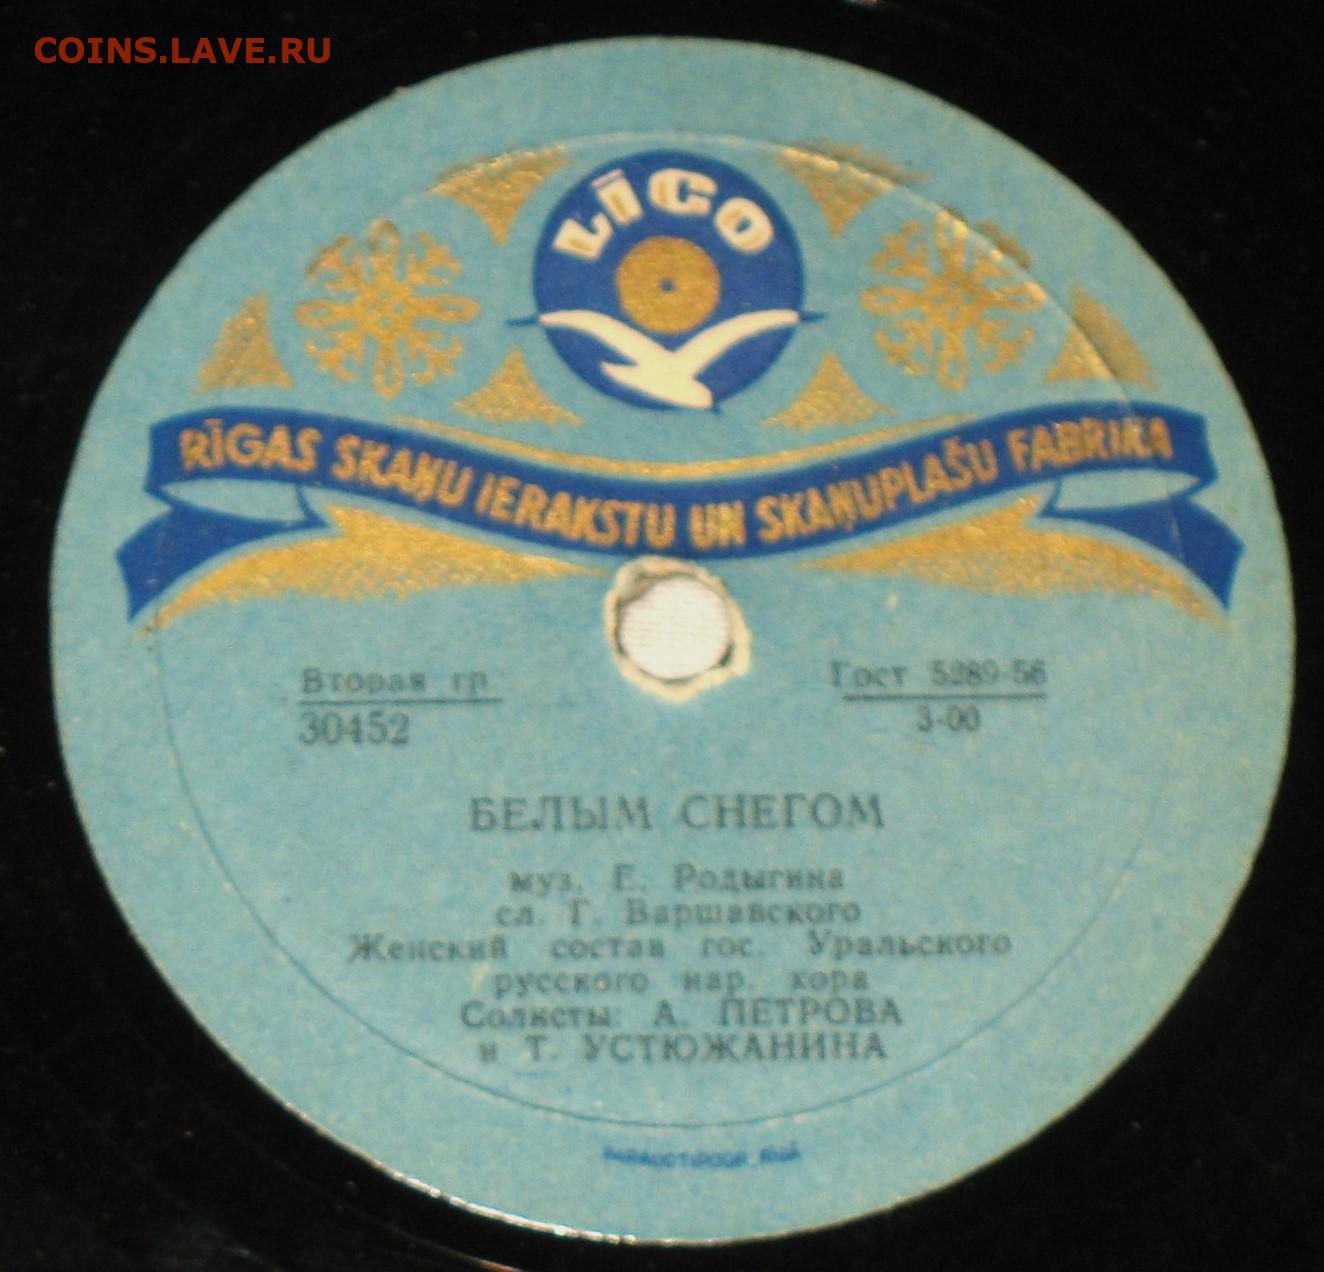 COINS.LAVE.RU
LĪGO
RĪGAS SKAŅU IERAKSTU UN SKAŅUPLAŠU FABRIKA
Вторая гр
30452
Гост 5289-56
3-00
БЕЛЫМ СНЕГОМ
муз. Е. Родыгина
сл. Г. Варшавского
Женский состав гос. Уральского
русского нар. хора
Солисты: А. ПЕТРОВА
и Т. УСТЮЖАНИНА